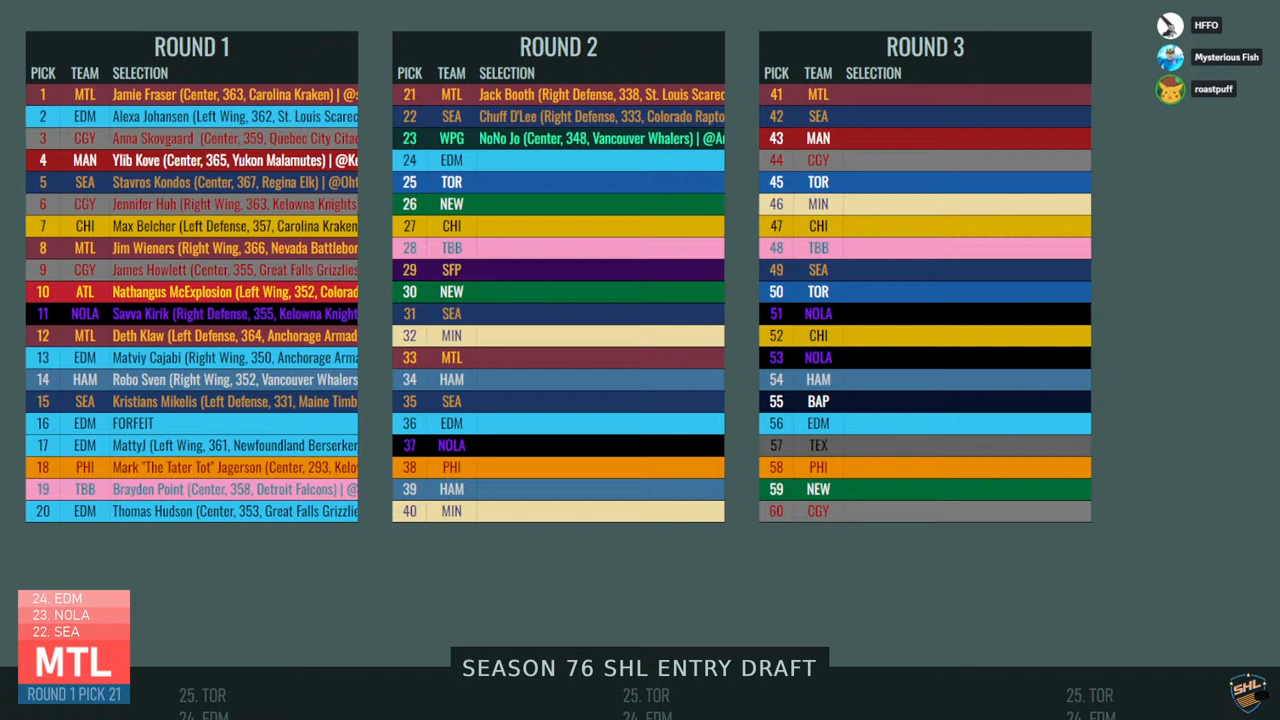 ROUND 1
PICK TEAM SELECTION
1 MTL Jamie Fraser (Center, 363, Carolina Kraken) | @
2 EDM Alexa Johansen (Left Wing, 362, St. Louis Scarec
3 CGY Anna Skovgaard (Center, 359, Quebec City Cita
4 MAN Ylib Kove (Center, 365, Yukon Malamutes) | @K
5 SEA Stavros Kondos (Center, 367, Regina Elk) | @Oh
6 CGY Jennifer Huh (Right Wing, 363, Kelowna Knights
7 CHI Max Belcher (Left Defense, 357, Carolina Kraken
8 MTL Jim Wieners (Right Wing, 366, Nevada Battlebor
9 CGY James Howlett (Center, 355, Great Falls Grizzlies
10 ATL Nathangus McExplosion (Left Wing, 352, Colorad
11 NOLA Savva Kirik (Right Defense, 355, Kelowna Knight
12 MTL Deth Klaw (Left Defense, 364, Anchorage Armad
13 EDM Matviy Cajabi (Right Wing, 350, Anchorage Arma
14 HAM Robo Sven (Right Wing, 352, Vancouver Whalers
15 SEA Kristians Mikelis (Left Defense, 331, Maine Timb
16 EDM FORFEIT
17 EDM MattyJ (Left Wing, 361, Newfoundland Berserker
18 PHI Mark "The Tater Tot" Jagerson (Center, 293, Kelo
19 TBB Brayden Point (Center, 358, Detroit Falcons) | @
20 EDM Thomas Hudson (Center, 353, Great Falls Grizzlie
ROUND 2
PICK TEAM SELECTION
21 MTL Jack Booth (Right Defense, 338, St. Louis Scarec
22 SEA Chuff D'Lee (Right Defense, 333, Colorado Rapto
23 WPG NoNo Jo (Center, 348, Vancouver Whalers) | @A
24 EDM
25 TOR
26 NEW
27 CHI
28 TBB
29 SFP
30 NEW
31 SEA
32 MIN
33 MTL
34 HAM
35 SEA
36 EDM
37 NOLA
38 PHI
39 HAM
40 MIN
ROUND 3
PICK TEAM SELECTION
41 MTL
42 SEA
43 MAN
44 CGY
45 TOR
46 MIN
47 CHI
48 TBB
49 SEA
50 TOR
51 NOLA
52 CHI
53 NOLA
54 HAM
55 BAP
56 EDM
57 TEX
58 PHI
59 NEW
60 CGY
HFFO
Mysterious Fish
roastpuff
24. EDM
23. NOLA
22. SEA
MTL
ROUND 1 PICK 21
SEASON 76 SHL ENTRY DRAFT
25. TOR 25. TOR 25. TOR
24. EDM 24. EDM 24. EDM
SHL